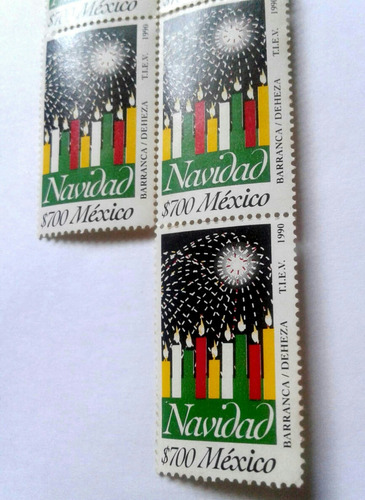 $700 México
Navidad
$700 México
BARRANCA / DEHEZA T.I.E.V. 1990
Navidad
$700 México
BARRANCA / DEHEZA T.I.E.V. 1990
Navidad
$700 México
BARRANCA / DEHEZA T.I.E.V. 1990